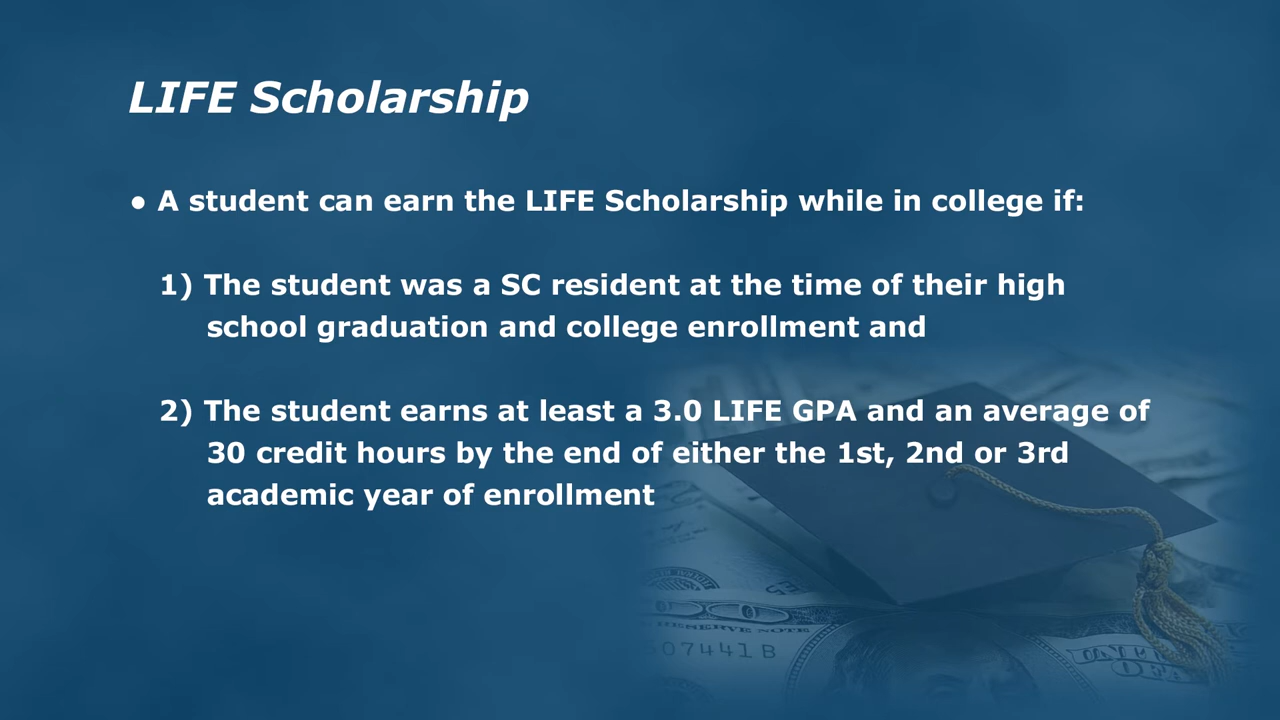 LIFE Scholarship
● A student can earn the LIFE Scholarship while in college if:
1) The student was a SC resident at the time of their high
school graduation and college enrollment and
2) The student earns at least a 3.0 LIFE GPA and an average of
30 credit hours by the end of either the 1st, 2nd or 3rd
academic year of enrollment